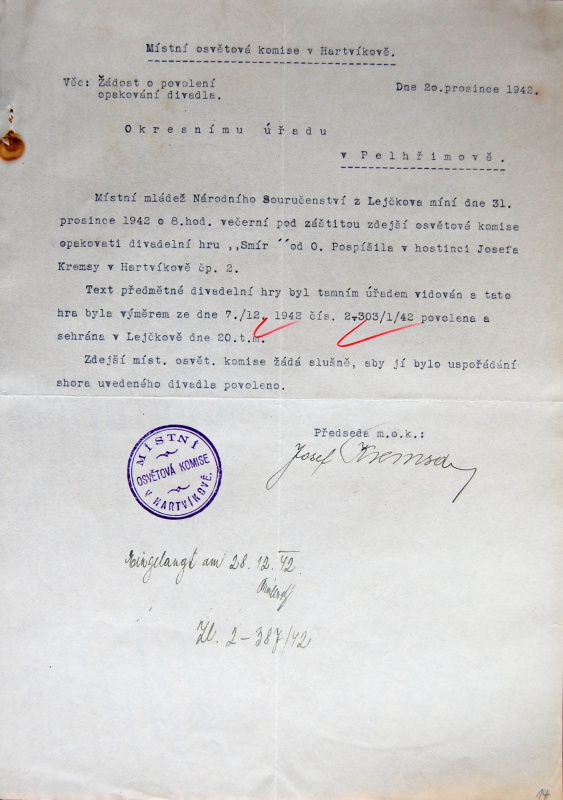 Místní osvětová komise v Hartvíkově.
Věc: Žádost o povolení
opakování divadla.
Dne 2o.prosince 1942.
Okresnímu úřadu
v Pelhřimově.
Místní mládež Národního Souručenství z Lejčkova míní dne 31.
prosince 1942 o 8.hod. večerní pod záštitou zdejší osvětové komise
opakovati divadelní hru ,,Smír ´´od O. Pospíšila v hostinci Josefa
Kremsy v Hartvíkově čp. 2.
Text předmětné divadelní hry byl tamním úřadem vidován a tato
hra byla výměrem ze dne 7./12. 1942 čís. 2-303/1/42 povolena a
sehrána v Lejčkově dne 20.t.m.
Zdejší míst. osvět. komise žádá slušně, aby jí bylo uspořádání
shora uvedeného divadla povoleno.
Předseda m.o.k.:
Josef Kremsa
MÍSTNÍ
OSVĚTOVÁ KOMISE
V HARTVÍKOVĚ.
Eingelangt am 28.12.42.
Zl. 2-387/42
14